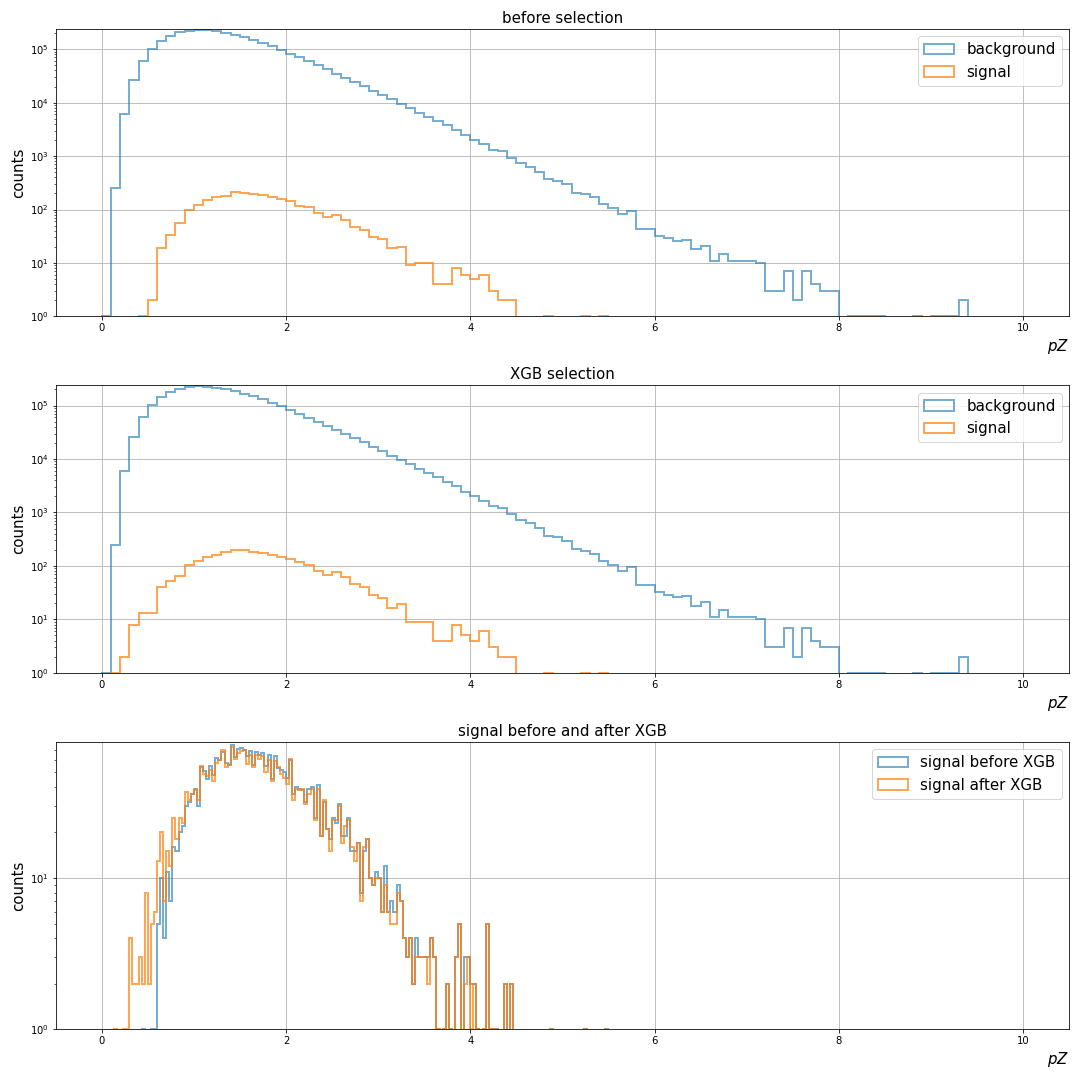 before selection
counts
10⁵
10⁴
10³
10²
10¹
10⁰
background
signal
0 2 4 6 8 10
pZ
XGB selection
counts
10⁵
10⁴
10³
10²
10¹
10⁰
background
signal
0 2 4 6 8 10
pZ
signal before and after XGB
counts
10¹
10⁰
signal before XGB
signal after XGB
0 2 4 6 8 10
pZ